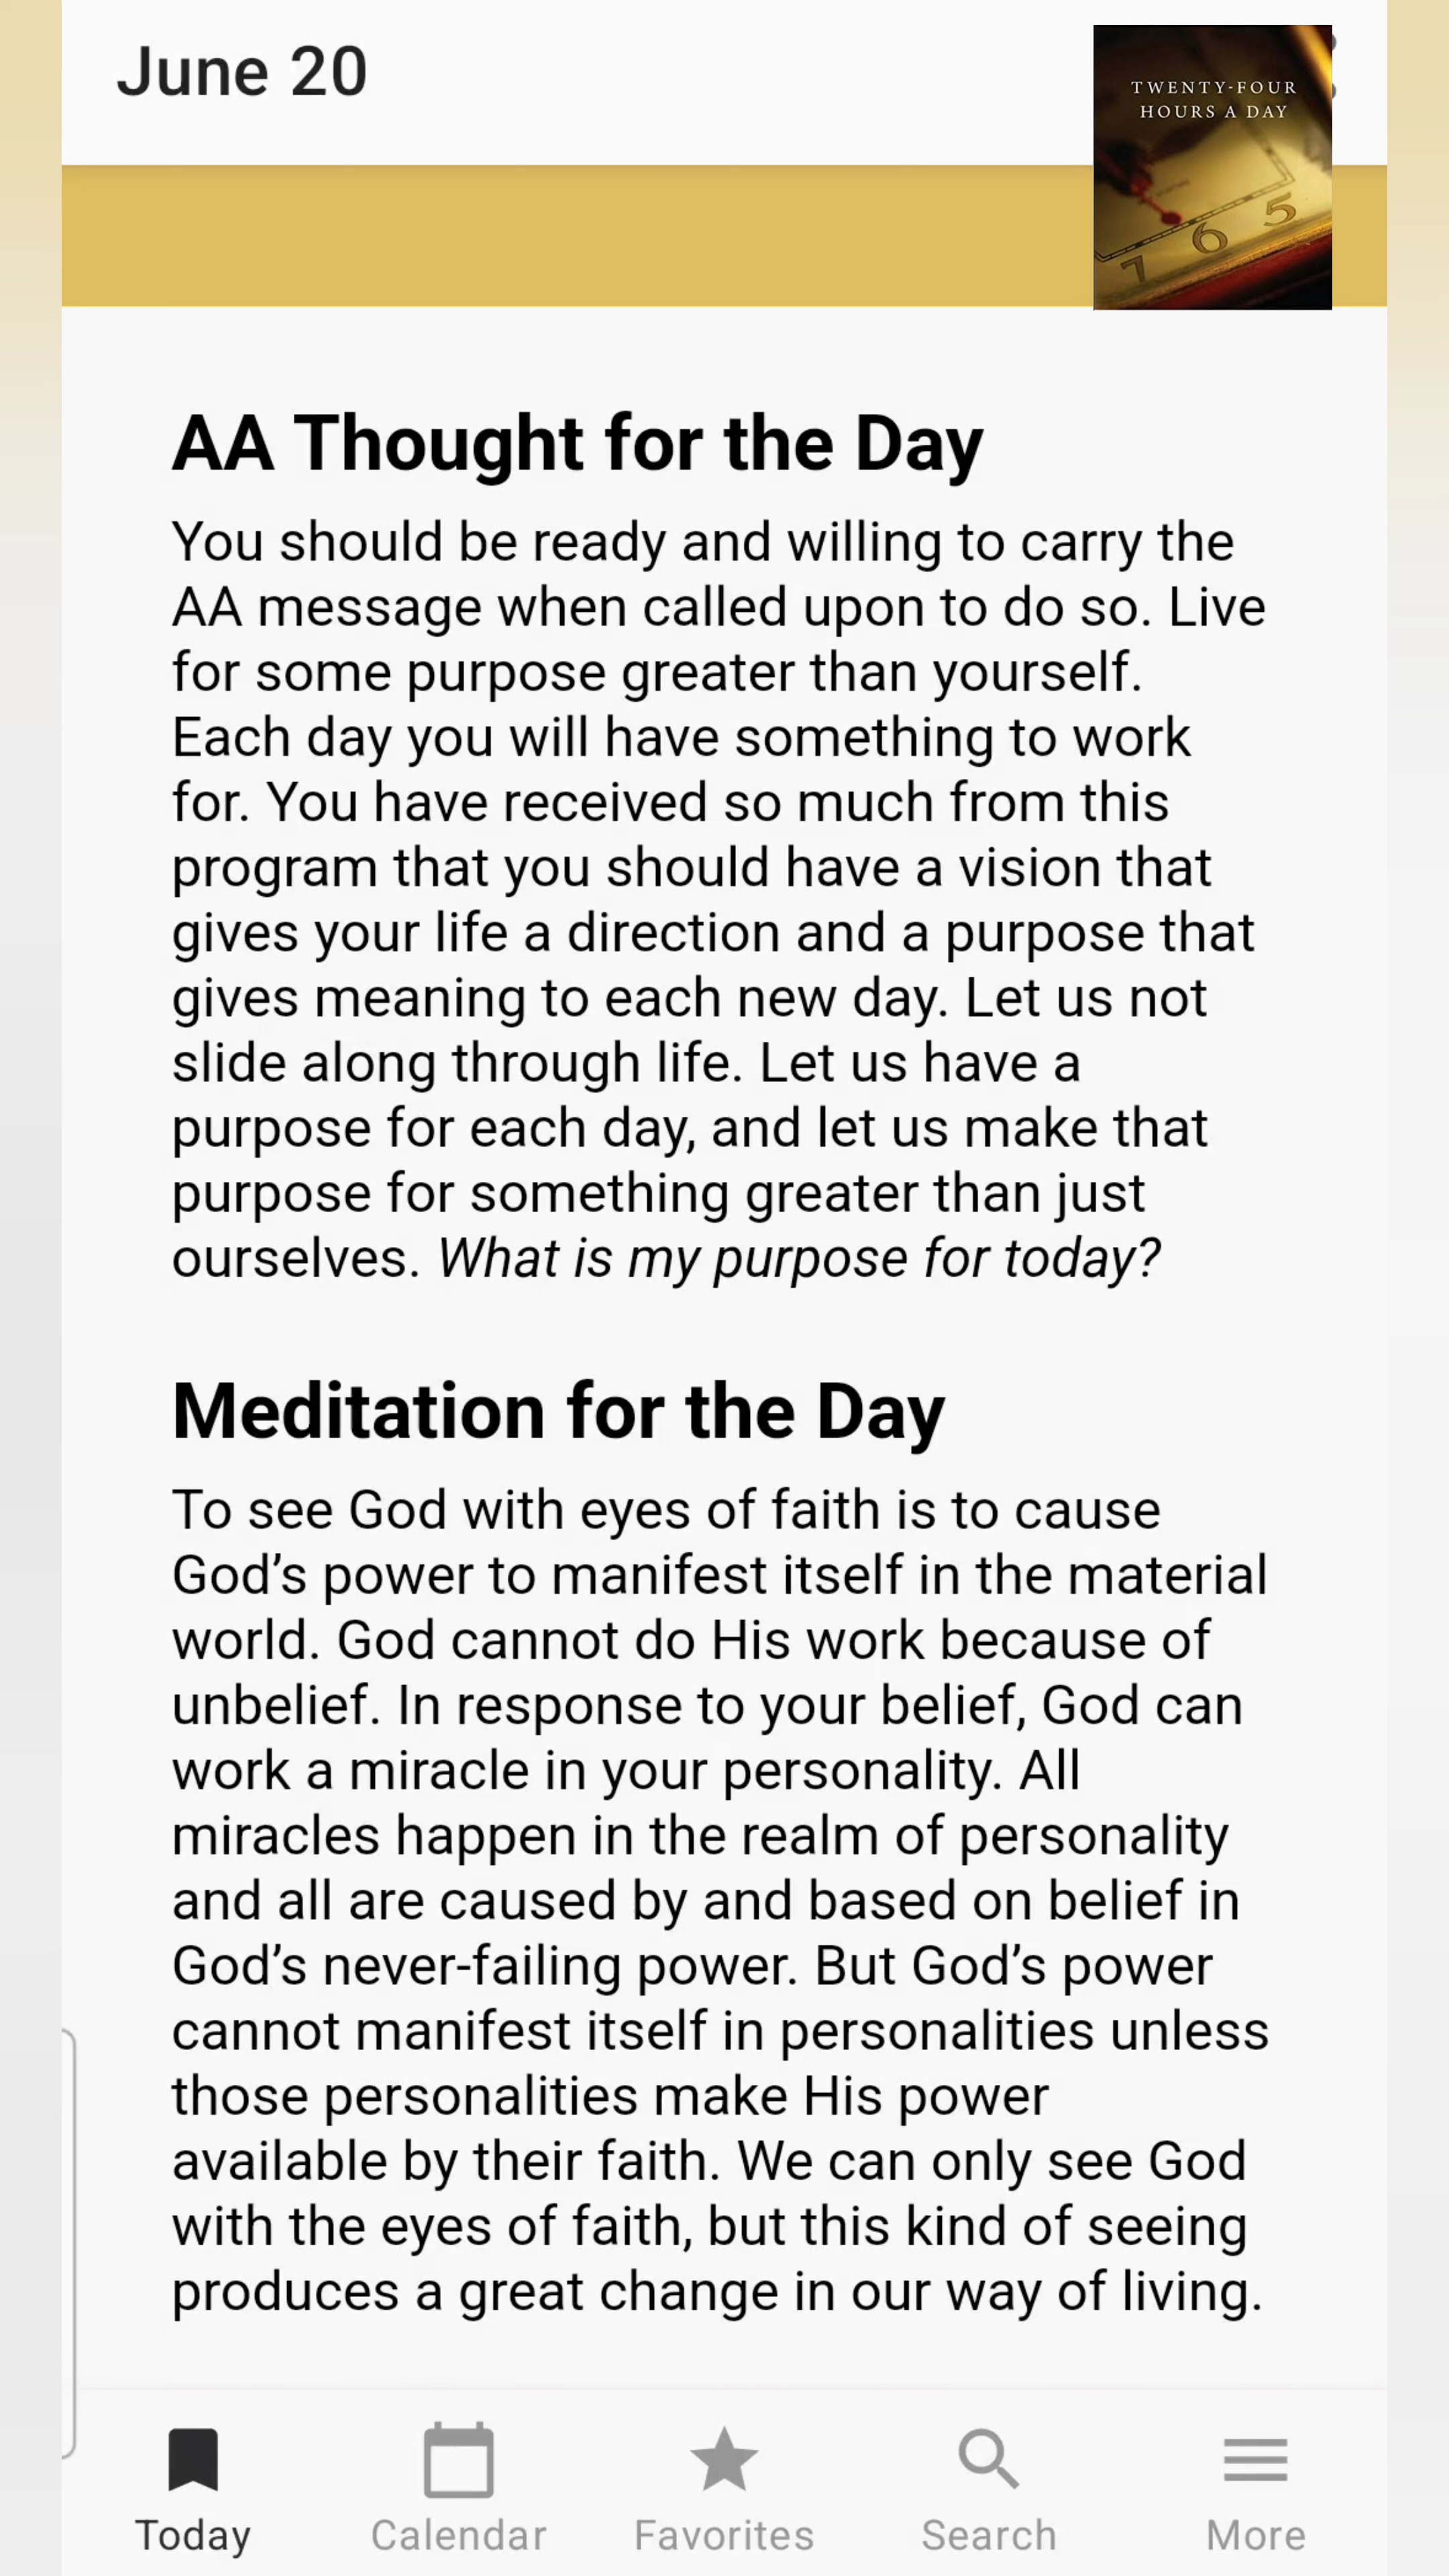 June 20
TWENTY-FOUR
HOURS A DAY
7 6 5
AA Thought for the Day
You should be ready and willing to carry the
AA message when called upon to do so. Live
for some purpose greater than yourself.
Each day you will have something to work
for. You have received so much from this
program that you should have a vision that
gives your life a direction and a purpose that
gives meaning to each new day. Let us not
slide along through life. Let us have a
purpose for each day, and let us make that
purpose for something greater than just
ourselves. What is my purpose for today?
Meditation for the Day
To see God with eyes of faith is to cause
God’s power to manifest itself in the material
world. God cannot do His work because of
unbelief. In response to your belief, God can
work a miracle in your personality. All
miracles happen in the realm of personality
and all are caused by and based on belief in
God’s never-failing power. But God’s power
cannot manifest itself in personalities unless
those personalities make His power
available by their faith. We can only see God
with the eyes of faith, but this kind of seeing
produces a great change in our way of living.
Today Calendar Favorites Search More